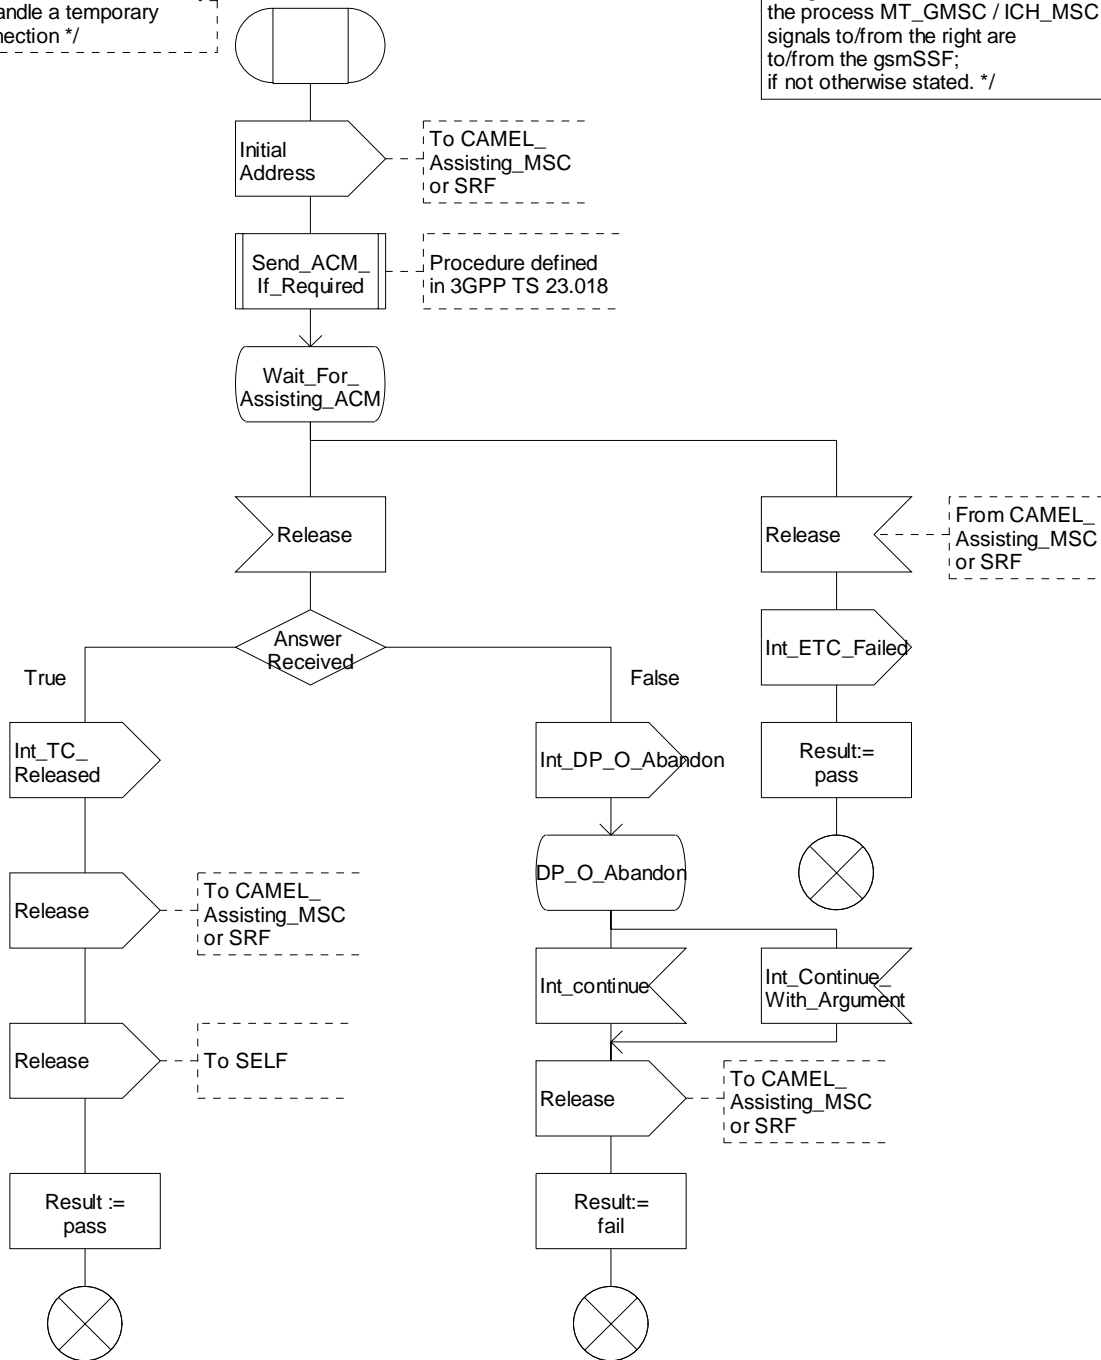 nection */
the process MT_GMSC / ICH_MSC
signals to/from the right are
to/from the gsmSSF;
if not otherwise stated. */
Initial
Address
To CAMEL_
Assisting_MSC
or SRF
Send_ACM_
If_Required
Procedure defined
in 3GPP TS 23.018
Wait_For_
Assisting_ACM
Release
Release
From CAMEL_
Assisting_MSC
or SRF
Answer
Received
Int_ETC_Failed
True
False
Int_TC_
Released
Int_DP_O_Abandon
Result:=
pass
DP_O_Abandon
Release
To CAMEL_
Assisting_MSC
or SRF
Int_continue
Int_Continue_
With_Argument
Release
To SELF
Release
To CAMEL_
Assisting_MSC
or SRF
Result :=
pass
Result:=
fail